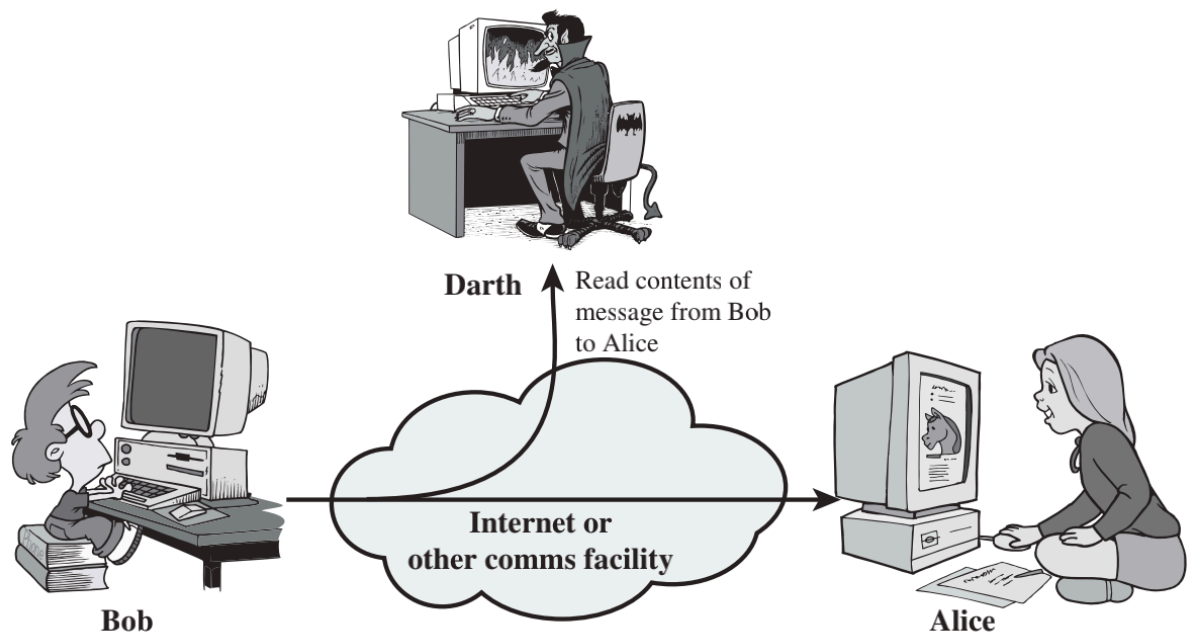 Darth
Read contents of
message from Bob
to Alice
Internet or
other comms facility
Bob
Alice